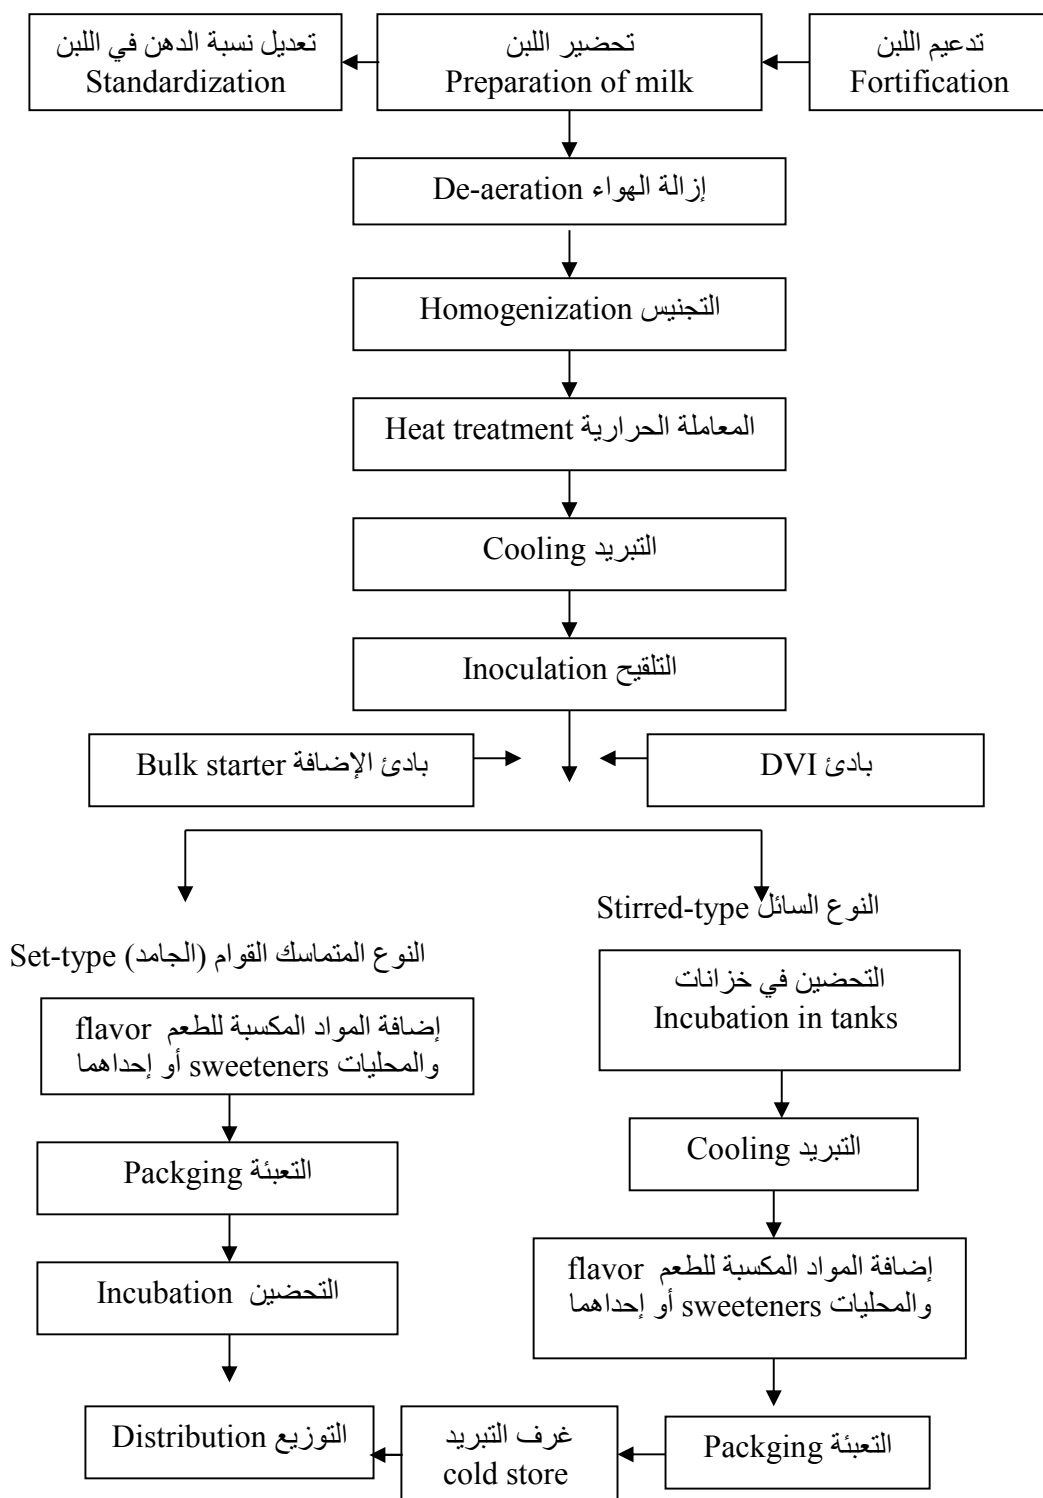 تعديل نسبة الدهن في اللبن
Standardization
تحضير اللبن
Preparation of milk
تدعيم اللبن
Fortification
إزالة الهواء De-aeration
التجنيس Homogenization
المعاملة الحرارية Heat treatment
التبريد Cooling
التلقيح Inoculation
بادئ الإضافة Bulk starter
بادئ DVI
النوع السائل Stirred-type
النوع المتماسك القوام (الجامد) Set-type
التحضين في خزانات
Incubation in tanks
إضافة المواد المكسبة للطعم flavor
والمحليات sweeteners أو إحداهما
التبريد Cooling
التعبئة Packging
التحضين Incubation
إضافة المواد المكسبة للطعم flavor
والمحليات sweeteners أو إحداهما
التوزيع Distribution
غرف التبريد
cold store
التعبئة Packging